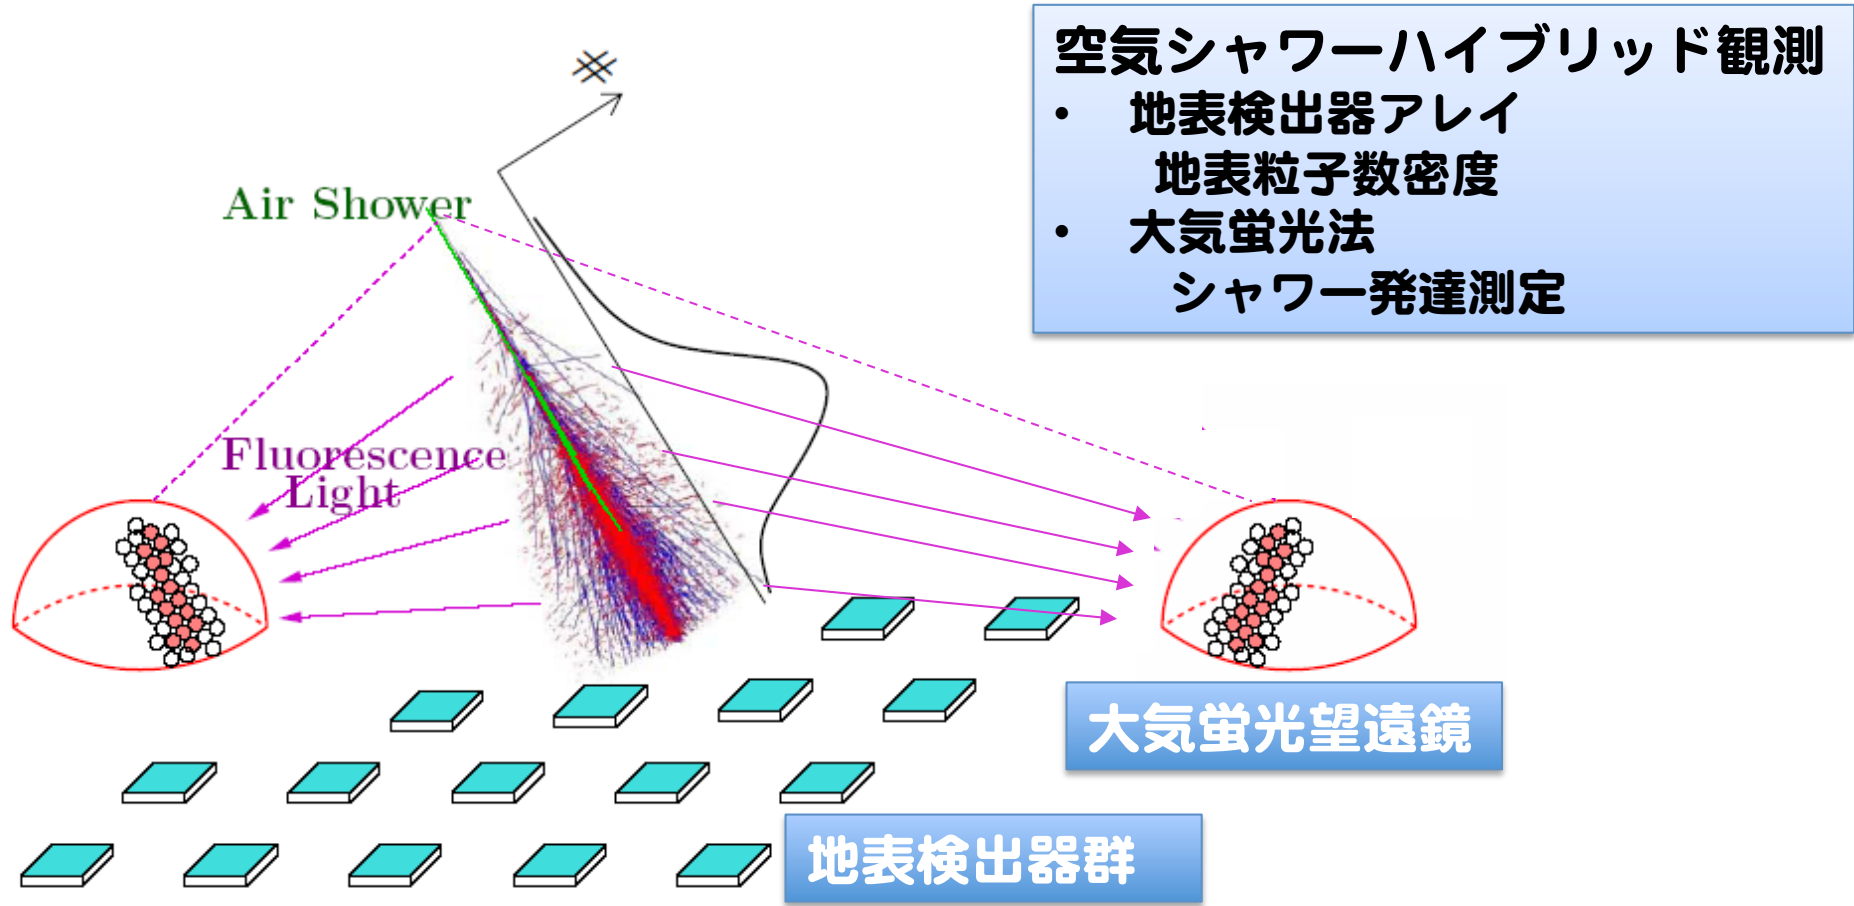 空気シャワーハイブリッド観測
• 地表検出器アレイ
地表粒子数密度
• 大気蛍光法
シャワー発達測定
Air Shower
Fluorescence
Light
大気蛍光望遠鏡
地表検出器群